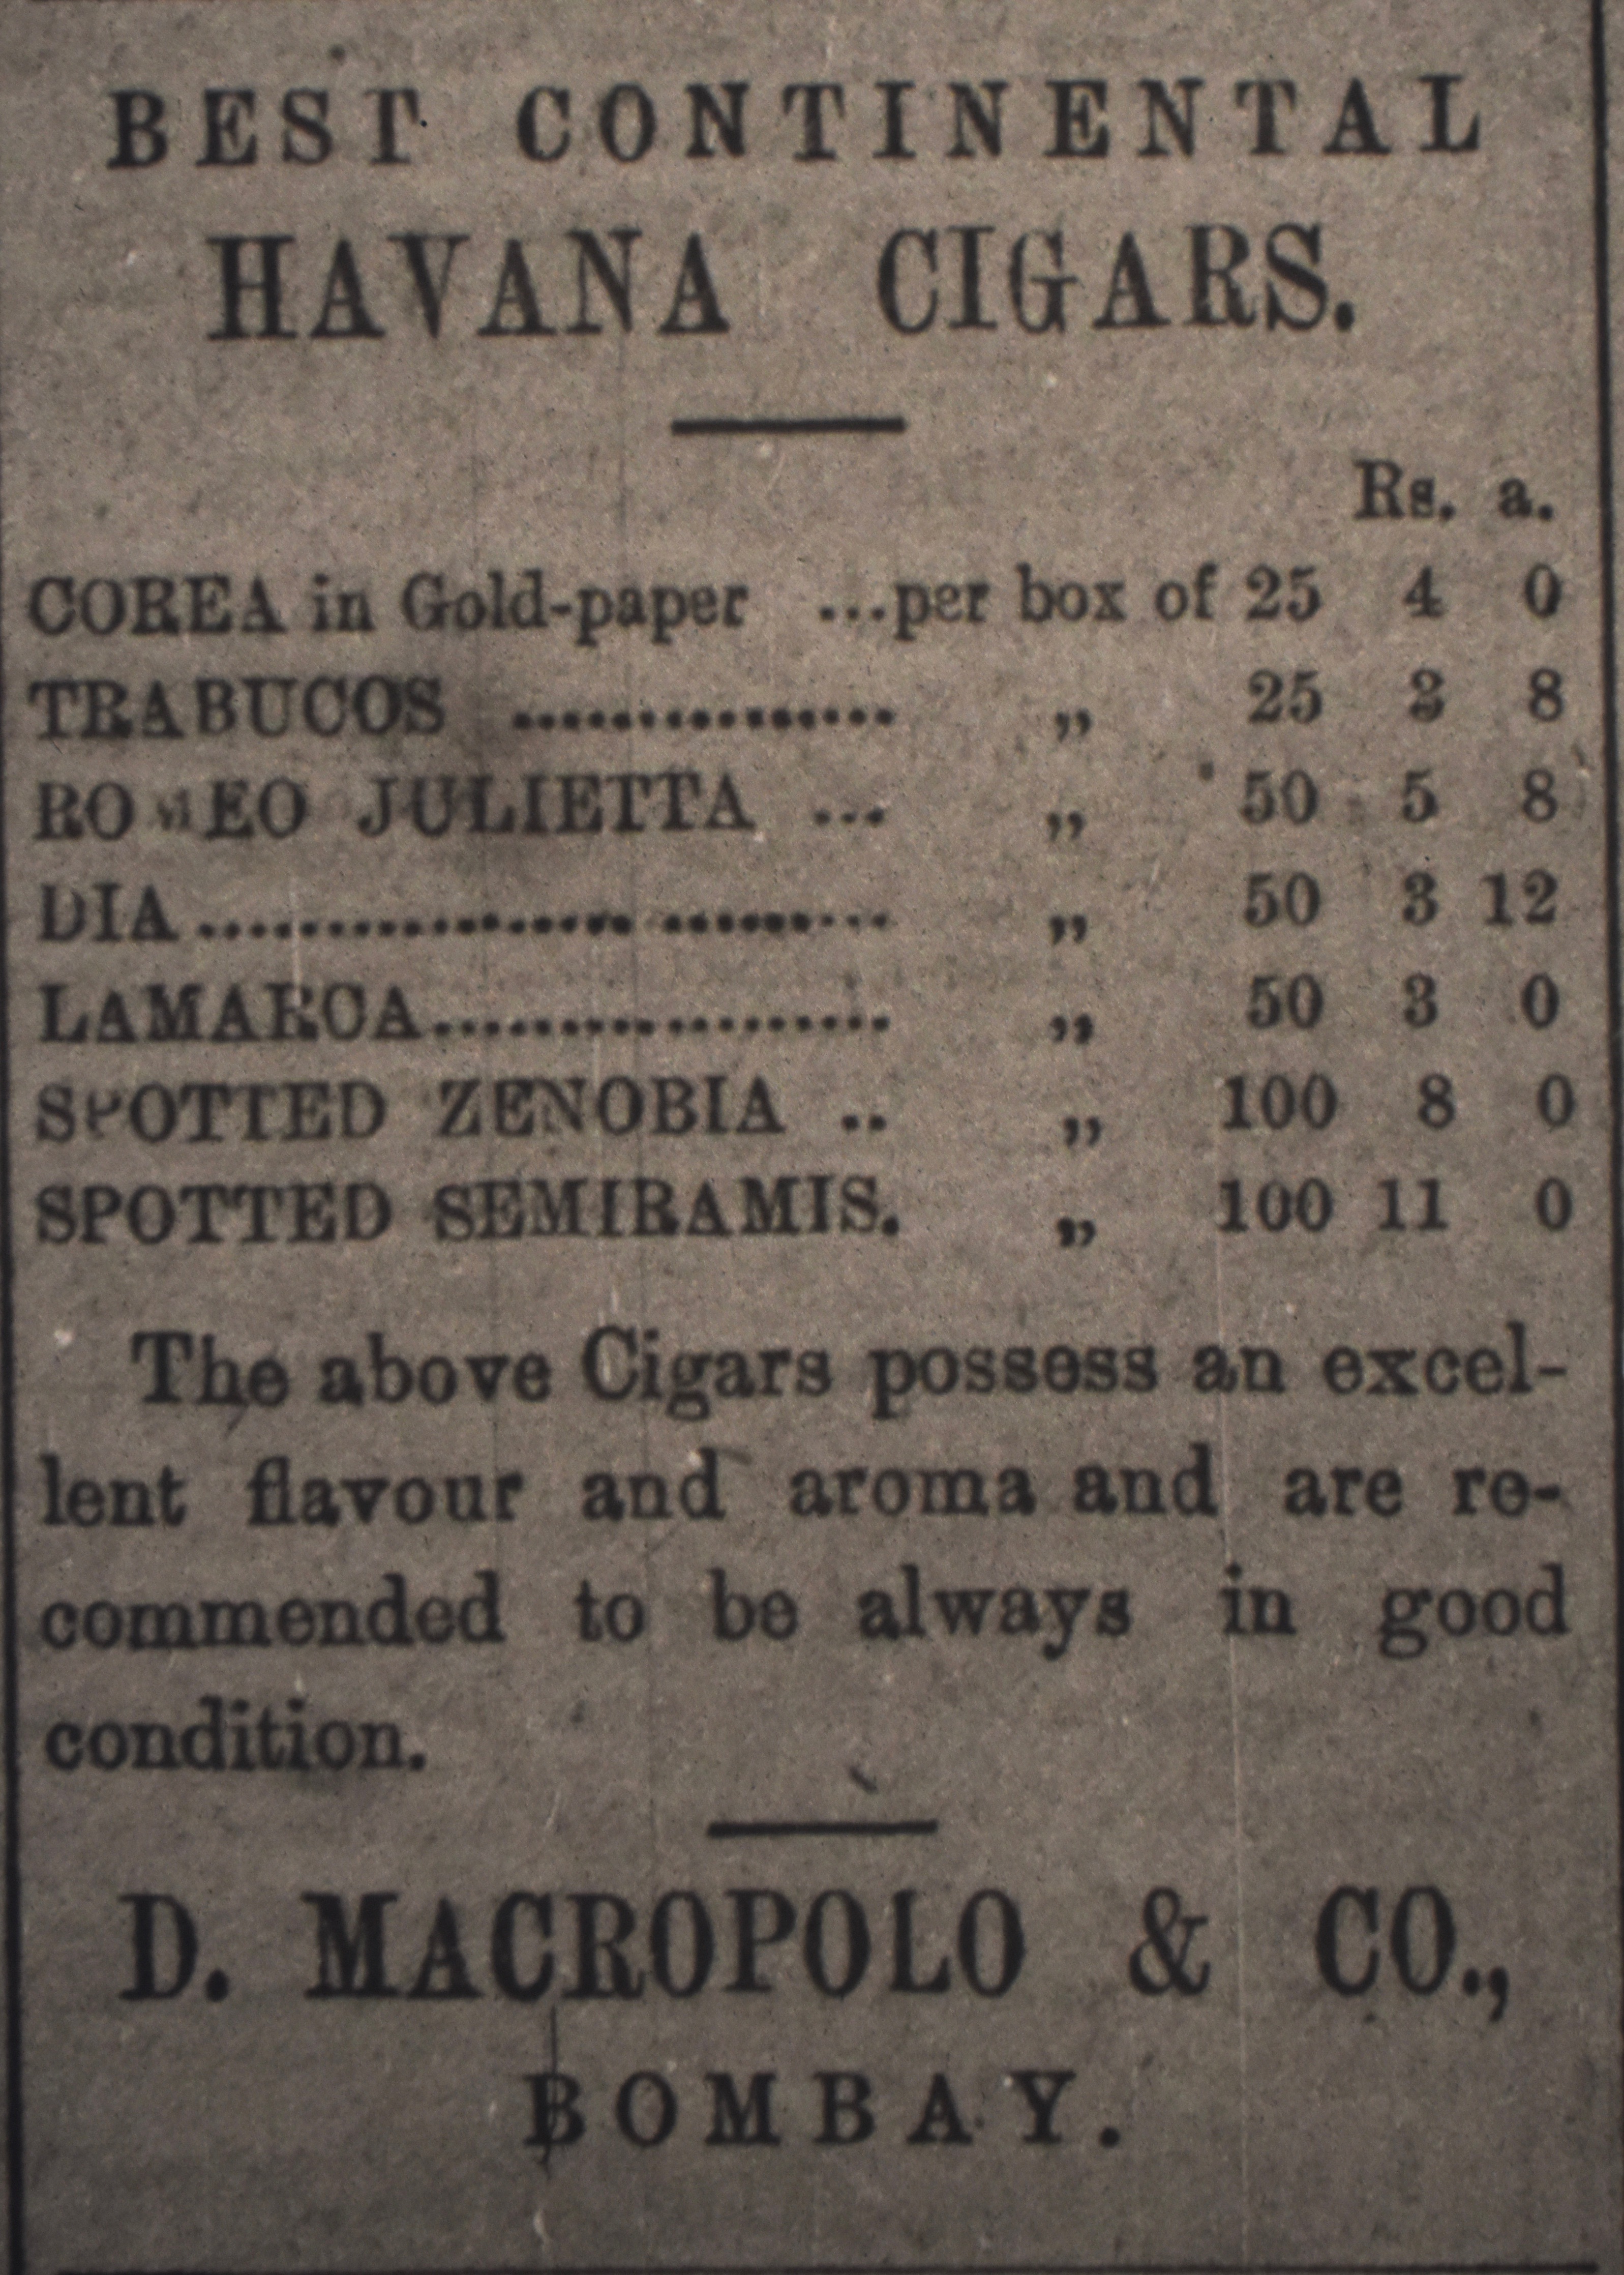 BEST CONTINENTAL
HAVANA CIGARS.
Rs. a.
COREA in Gold-paper ...per box of 25 4 0
TRABUCOS ................ „ 25 8
ROMEO JULIETTA ... „ 50 5 8
DIA............................. „ 50 3 12
LAMARCA................... „ 50 3 0
SPOTTED ZENOBIA .. „ 100 8 0
SPOTTED SEMIRAMIS. „ 100 11 0
The above Cigars possess an excel-
lent flavour and aroma and are re-
commended to be always in good
condition.
D. MACROPOLO & CO.,
BOMBAY.